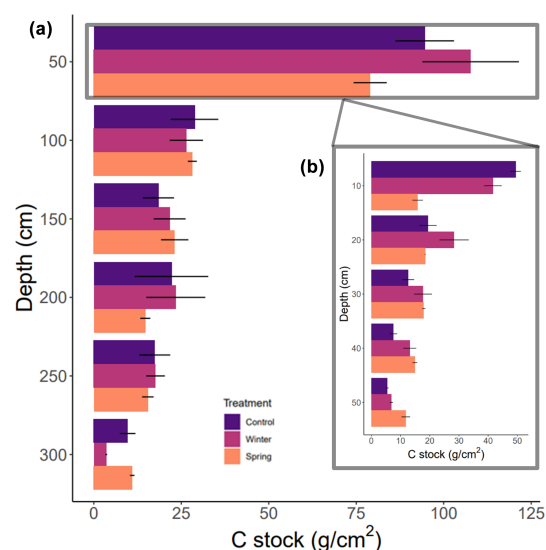 (a)
50
100
150
200
250
300
Depth (cm)
0
25
50
75
100
125
C stock (g/cm²)
Treatment
Control
Winter
Spring
(b)
10
20
30
40
50
Depth (cm)
0
10
20
30
40
50
C stock (g/cm²)